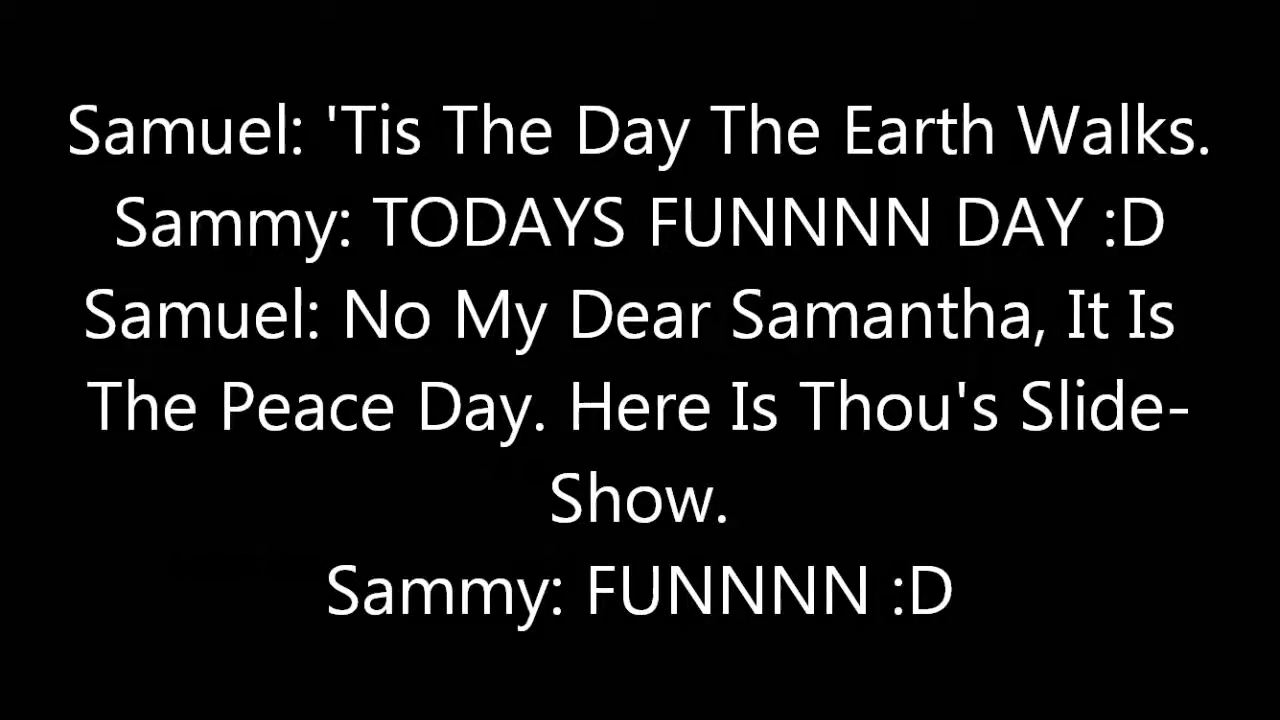 Samuel: 'Tis The Day The Earth Walks.
Sammy: TODAYS FUNNNN DAY :D
Samuel: No My Dear Samantha, It Is
The Peace Day. Here Is Thou's Slide-
Show.
Sammy: FUNNNN :D